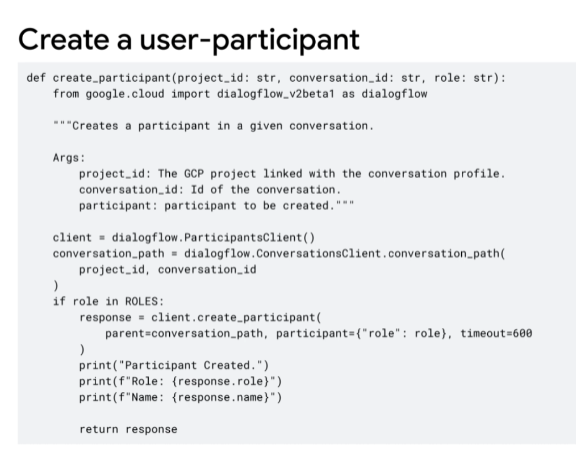 Create a user-participant
def create_participant(project_id: str, conversation_id: str, role: str):
    from google.cloud import dialogflow_v2beta1 as dialogflow

    """Creates a participant in a given conversation.

    Args:
        project_id: The GCP project linked with the conversation profile.
        conversation_id: Id of the conversation.
        participant: participant to be created."""

    client = dialogflow.ParticipantsClient()
    conversation_path = dialogflow.ConversationsClient.conversation_path(
        project_id, conversation_id
    )
    if role in ROLES:
        response = client.create_participant(
            parent=conversation_path, participant={"role": role}, timeout=600
        )
        print("Participant Created.")
        print(f"Role: {response.role}")
        print(f"Name: {response.name}")

        return response